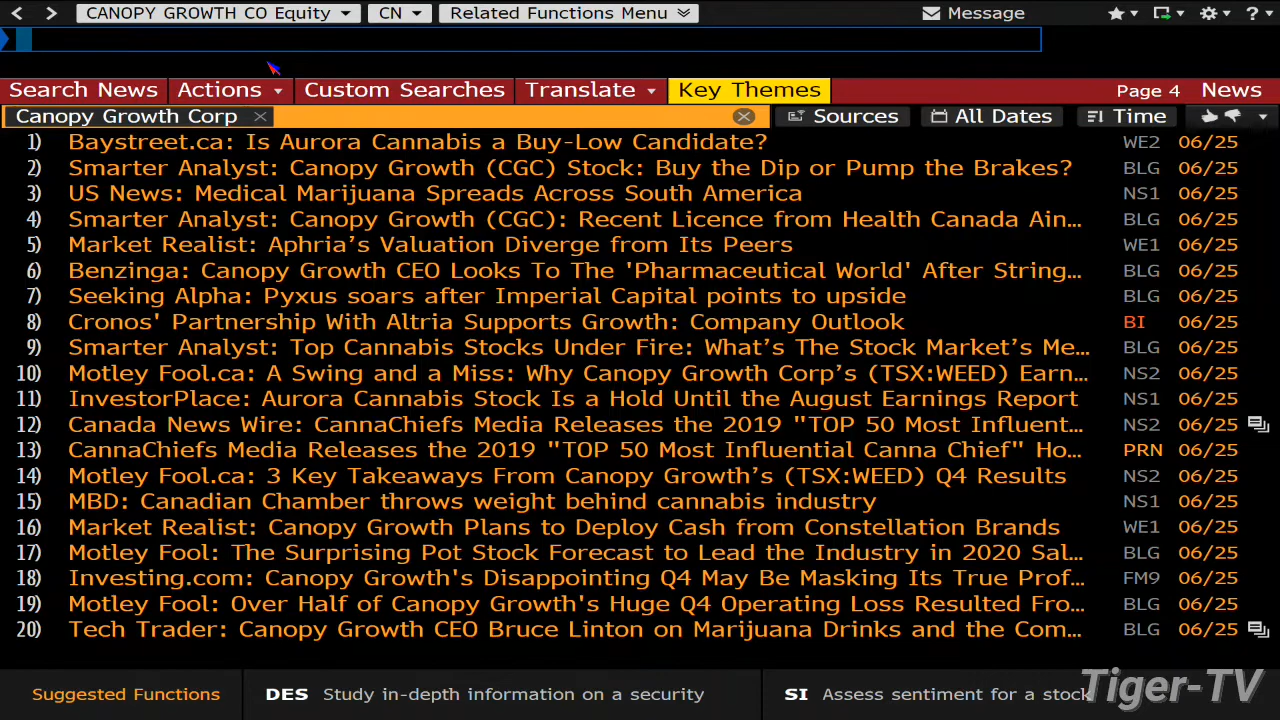 CANOPY GROWTH CO Equity CN Related Functions Menu Message ?
Search News Actions Custom Searches Translate Key Themes Page 4 News
Canopy Growth Corp Sources All Dates Time
1) Baystreet.ca: Is Aurora Cannabis a Buy-Low Candidate? WE2 06/25
2) Smarter Analyst: Canopy Growth (CGC) Stock: Buy the Dip or Pump the Brakes? BLG 06/25
3) US News: Medical Marijuana Spreads Across South America NS1 06/25
4) Smarter Analyst: Canopy Growth (CGC): Recent Licence from Health Canada Ain... BLG 06/25
5) Market Realist: Aphria’s Valuation Diverge from Its Peers WE1 06/25
6) Benzinga: Canopy Growth CEO Looks To The 'Pharmaceutical World' After String... BLG 06/25
7) Seeking Alpha: Pyxus soars after Imperial Capital points to upside BLG 06/25
8) Cronos' Partnership With Altria Supports Growth: Company Outlook BI 06/25
9) Smarter Analyst: Top Cannabis Stocks Under Fire: What’s The Stock Market’s Me... BLG 06/25
10) Motley Fool.ca: A Swing and a Miss: Why Canopy Growth Corp’s (TSX:WEED) Earn... NS2 06/25
11) InvestorPlace: Aurora Cannabis Stock Is a Hold Until the August Earnings Report NS1 06/25
12) Canada News Wire: CannaChiefs Media Releases the 2019 "TOP 50 Most Influent... NS2 06/25
13) CannaChiefs Media Releases the 2019 "TOP 50 Most Influential Canna Chief" Ho... PRN 06/25
14) Motley Fool.ca: 3 Key Takeaways From Canopy Growth’s (TSX:WEED) Q4 Results NS2 06/25
15) MBD: Canadian Chamber throws weight behind cannabis industry NS1 06/25
16) Market Realist: Canopy Growth Plans to Deploy Cash from Constellation Brands WE1 06/25
17) Motley Fool: The Surprising Pot Stock Forecast to Lead the Industry in 2020 Sal... BLG 06/25
18) Investing.com: Canopy Growth's Disappointing Q4 May Be Masking Its True Prof... FM9 06/25
19) Motley Fool: Over Half of Canopy Growth's Huge Q4 Operating Loss Resulted Fro... BLG 06/25
20) Tech Trader: Canopy Growth CEO Bruce Linton on Marijuana Drinks and the Com... BLG 06/25
Suggested Functions DES Study in-depth information on a security SI Assess sentiment for a stock
Tiger-TV